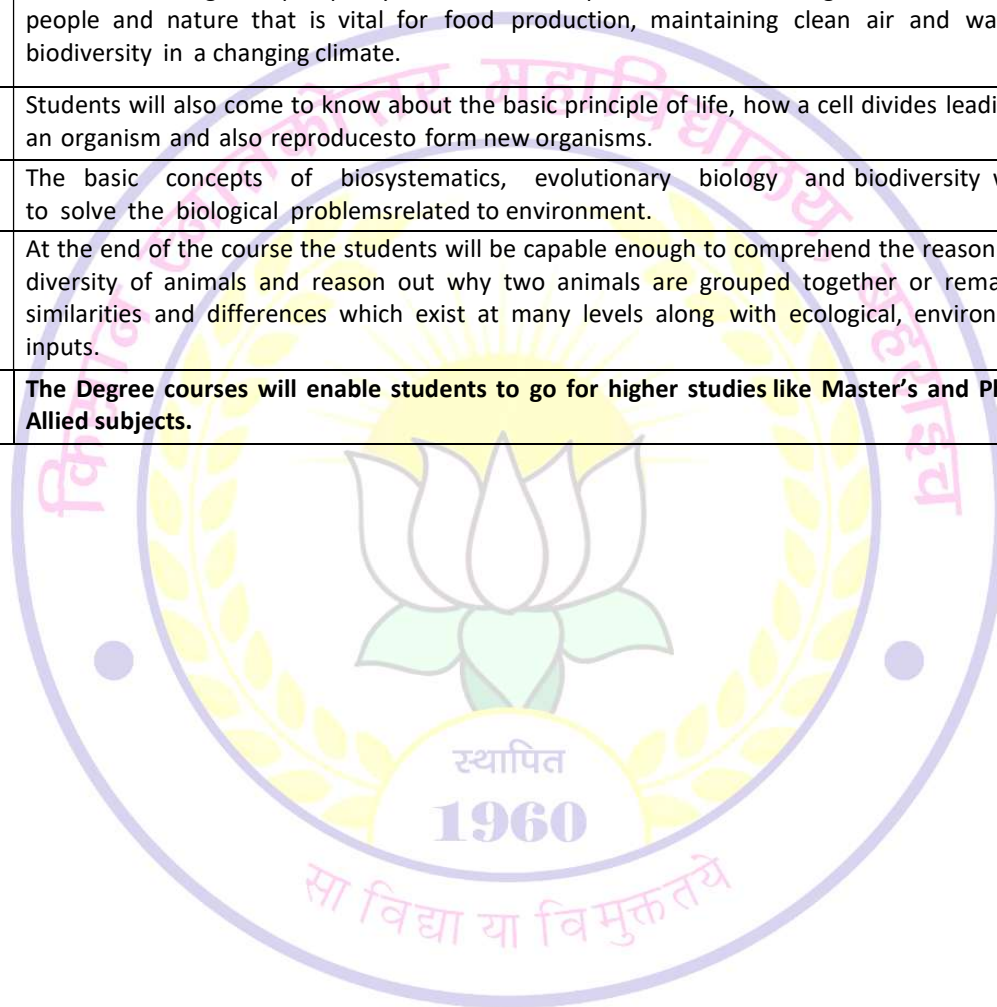 people and nature that is vital for food production, maintaining clean air and
biodiversity in a changing climate.
Students will also come to know about the basic principle of life, how a cell divides
an organism and also reproducesto form new organisms.
The basic concepts of biosystematics, evolutionary biology and biodiversity
to solve the biological problemsrelated to environment.
At the end of the course the students will be capable enough to comprehend the reason
diversity of animals and reason out why two animals are grouped together or
similarities and differences which exist at many levels along with ecological,
inputs.
The Degree courses will enable students to go for higher studies like Master’s and
Allied subjects.
किसान स्नातकोत्तर महाविद्यालय बहराइच
स्थापित
1960
सा विद्या या विमुक्तये